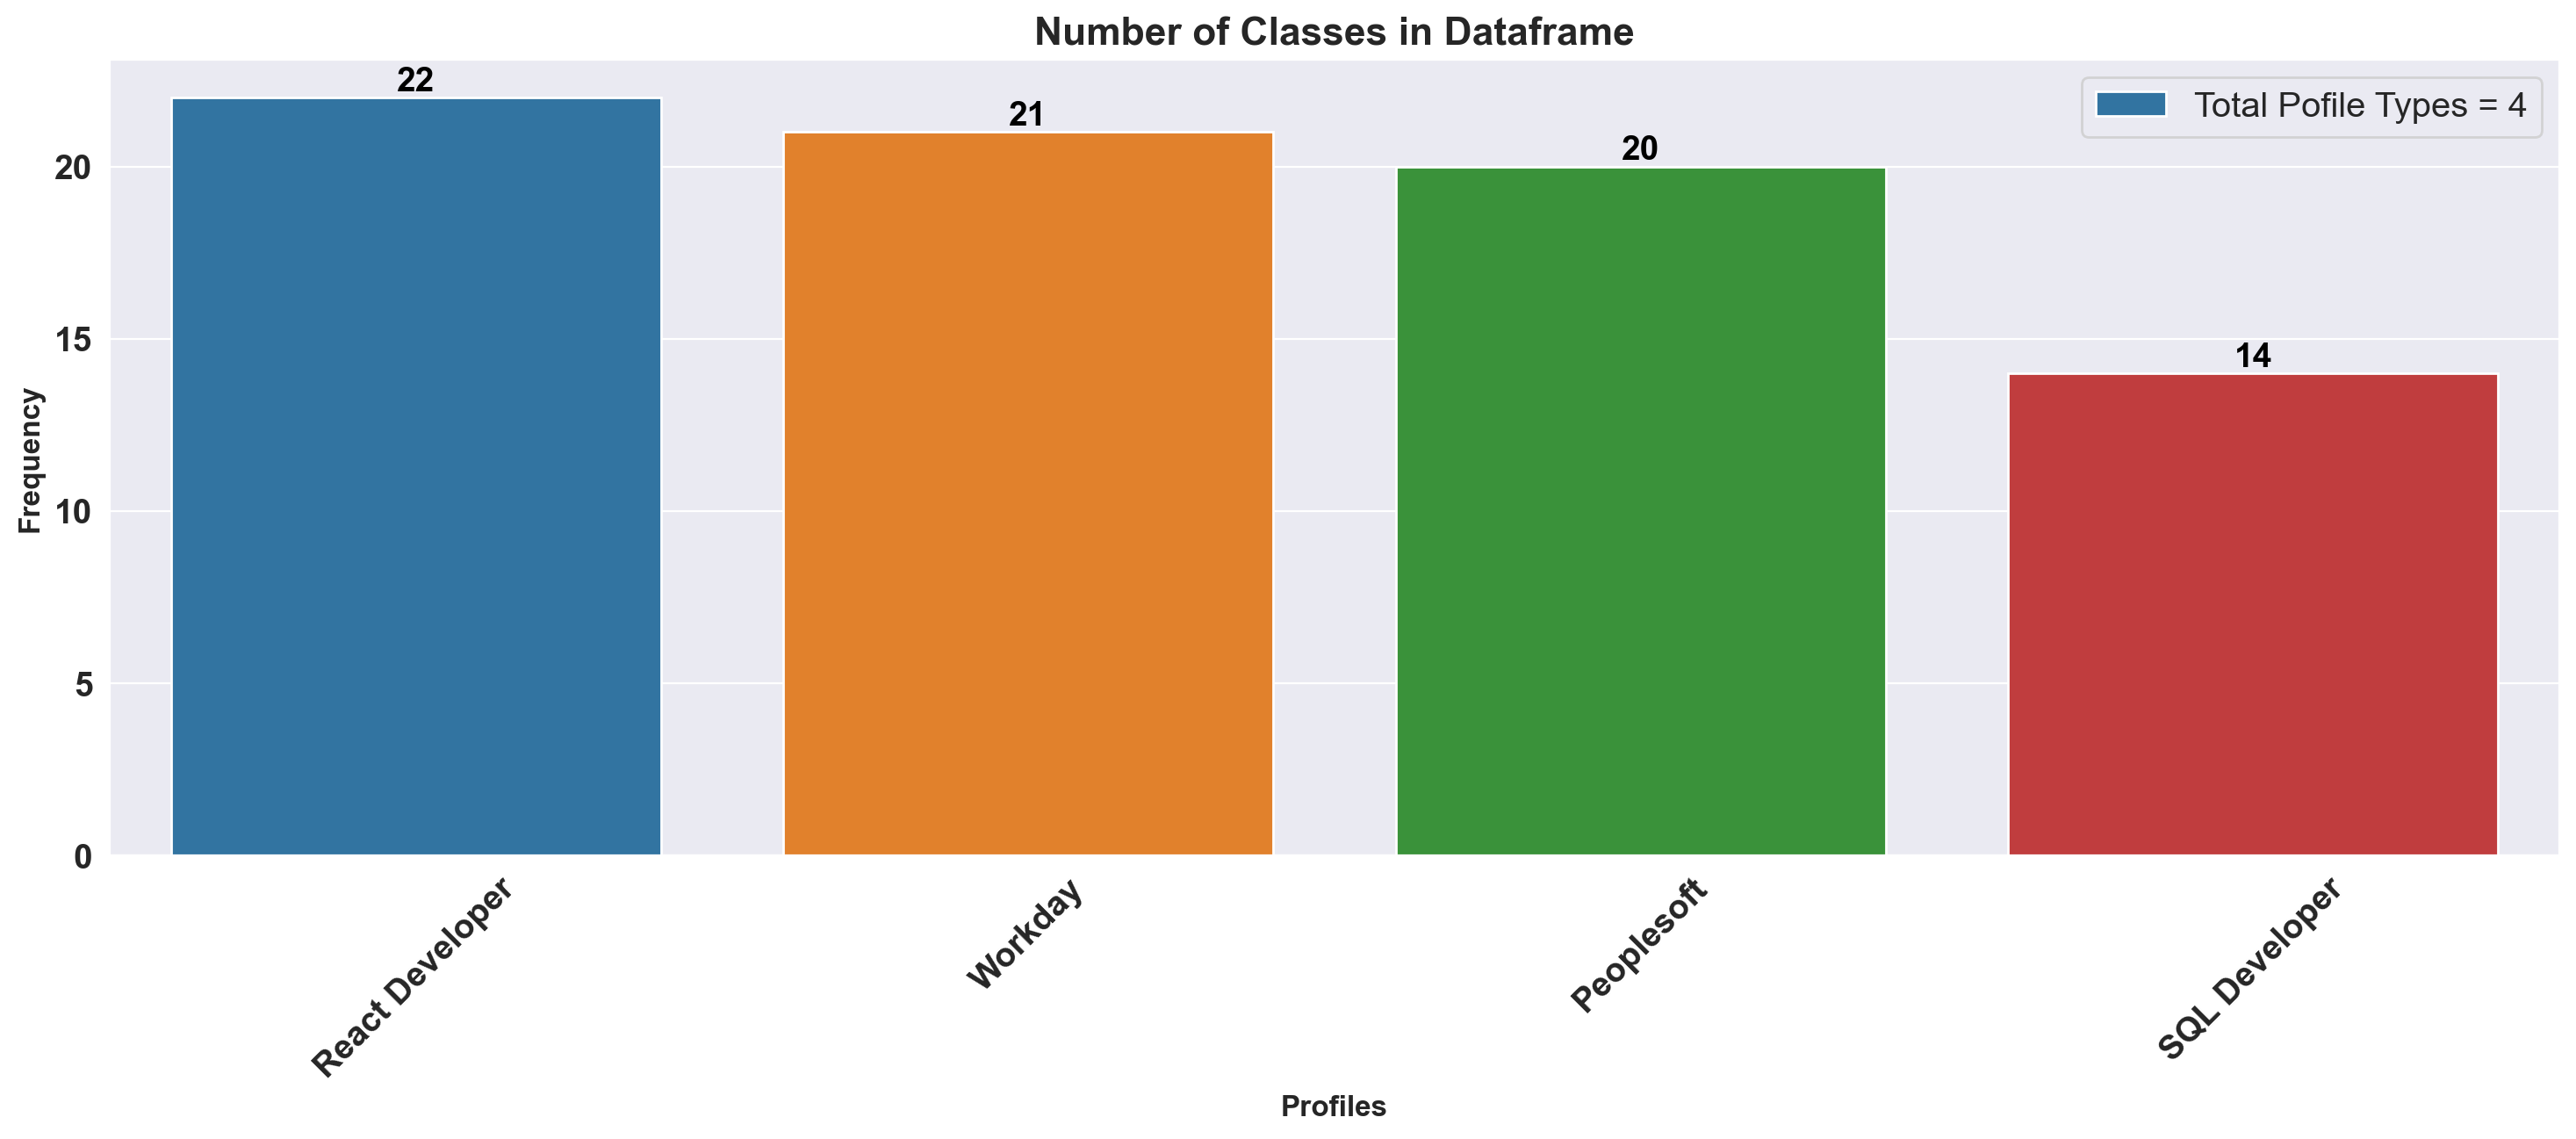 Number of Classes in Dataframe
Total Pofile Types = 4
22
21
20
14
Frequency
20
15
10
5
0
React Developer
Workday
Peoplesoft
SQL Developer
Profiles